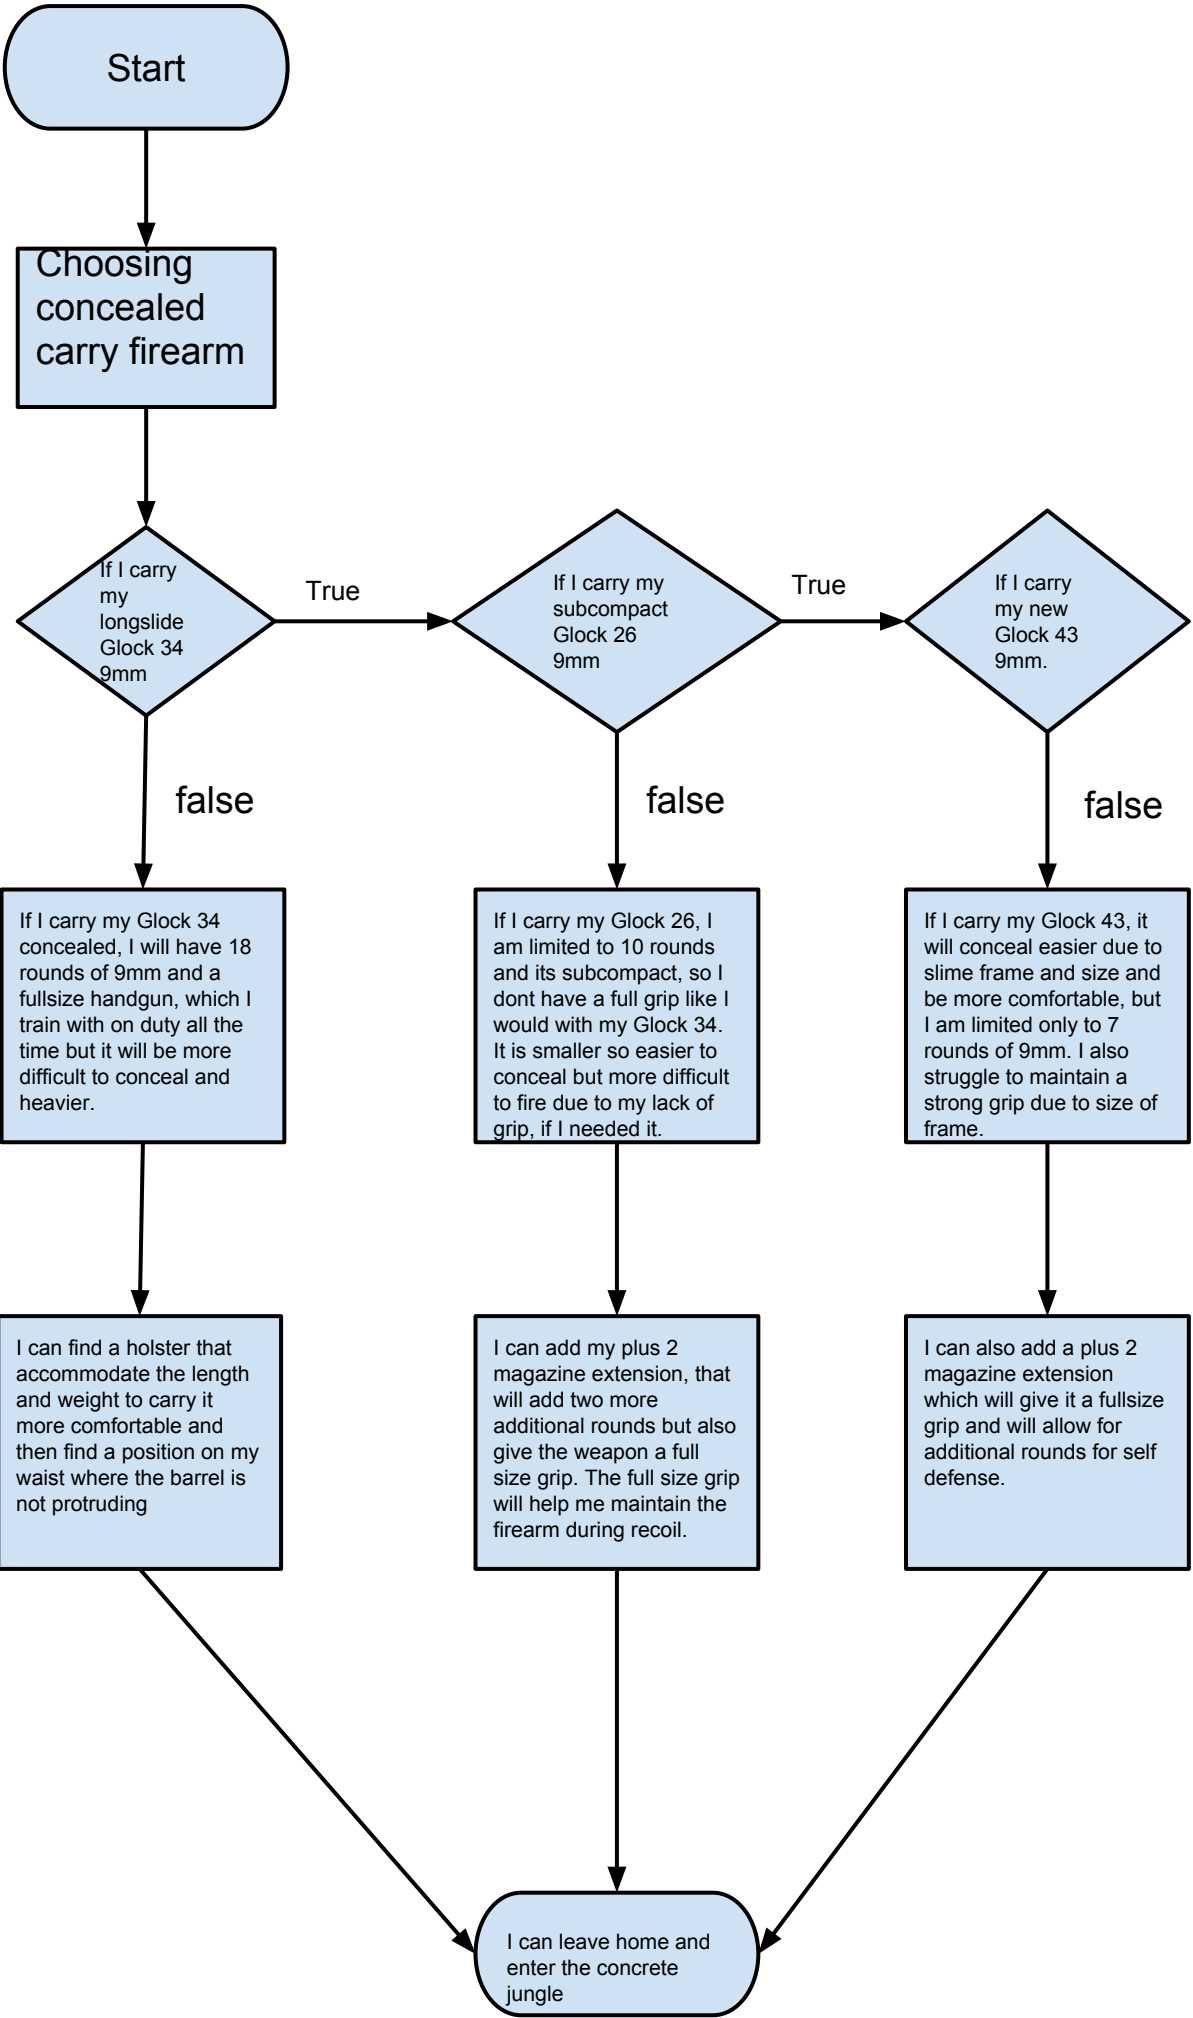 Start
Choosing
concealed
carry firearm
If I carry
my
longslide
Glock 34
9mm
True
If I carry my
subcompact
Glock 26
9mm
True
If I carry
my new
Glock 43
9mm.
false
false
false
If I carry my Glock 34
concealed, I will have 18
rounds of 9mm and a
fullsize handgun, which I
train with on duty all the
time but it will be more
difficult to conceal and
heavier.
If I carry my Glock 26, I
am limited to 10 rounds
and its subcompact, so I
dont have a full grip like I
would with my Glock 34.
It is smaller so easier to
conceal but more difficult
to fire due to my lack of
grip, if I needed it.
If I carry my Glock 43, it
will conceal easier due to
slime frame and size and
be more comfortable, but
I am limited only to 7
rounds of 9mm. I also
struggle to maintain a
strong grip due to size of
frame.
I can find a holster that
accommodate the length
and weight to carry it
more comfortable and
then find a position on my
waist where the barrel is
not protruding
I can add my plus 2
magazine extension, that
will add two more
additional rounds but also
give the weapon a full
size grip. The full size grip
will help me maintain the
firearm during recoil.
I can also add a plus 2
magazine extension
which will give it a fullsize
grip and will allow for
additional rounds for self
defense.
I can leave home and
enter the concrete
jungle